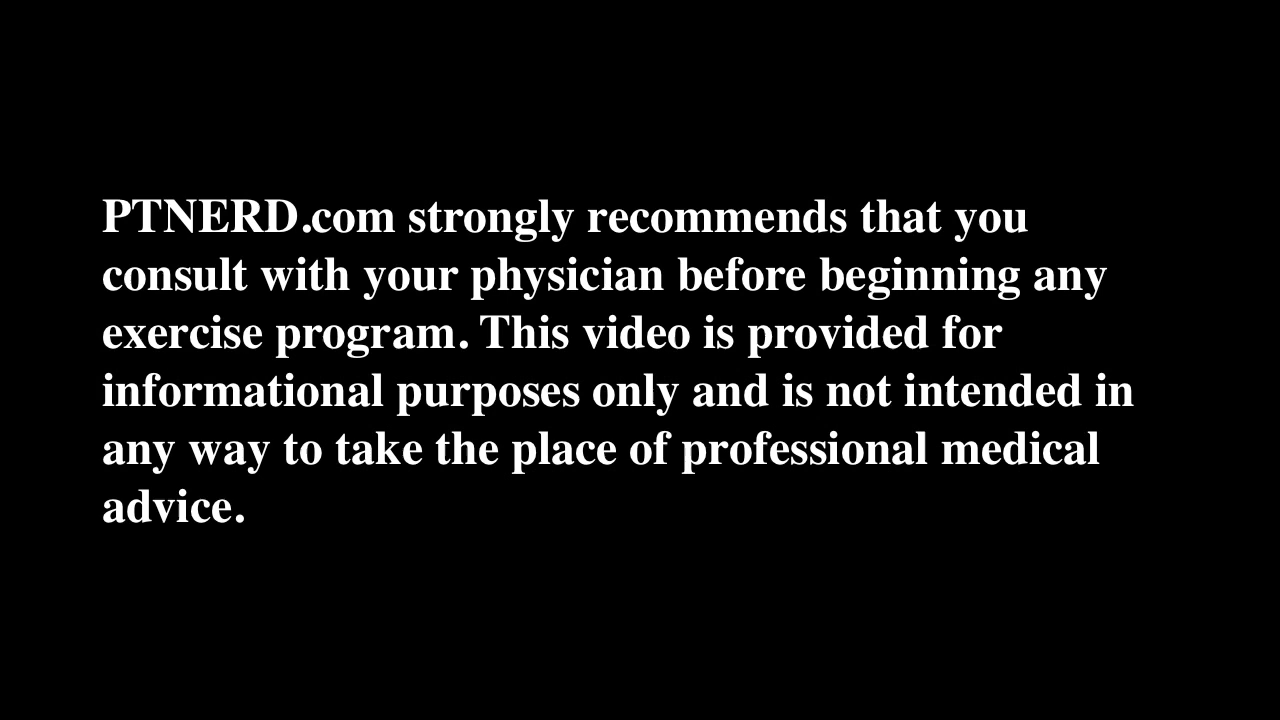 PTNERD.com strongly recommends that you
consult with your physician before beginning any
exercise program. This video is provided for
informational purposes only and is not intended in
any way to take the place of professional medical
advice.